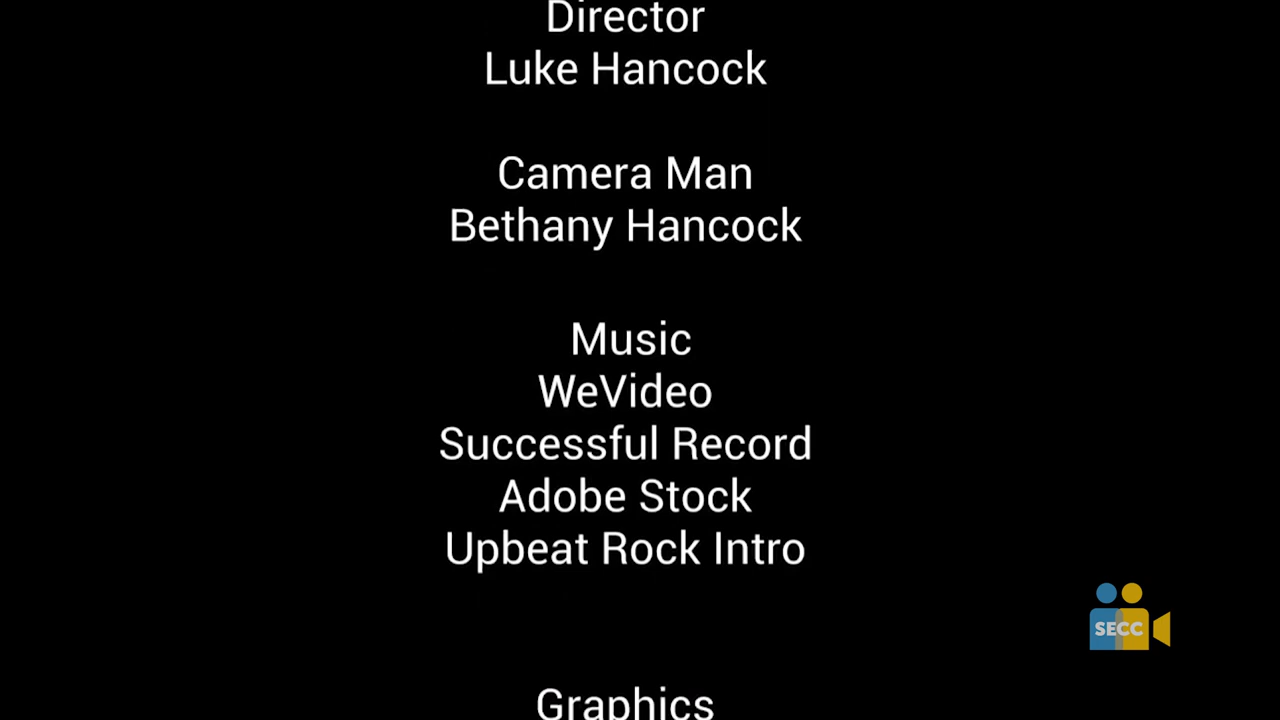 Director
Luke Hancock
Camera Man
Bethany Hancock
Music
WeVideo
Successful Record
Adobe Stock
Upbeat Rock Intro
SECC
Graphics